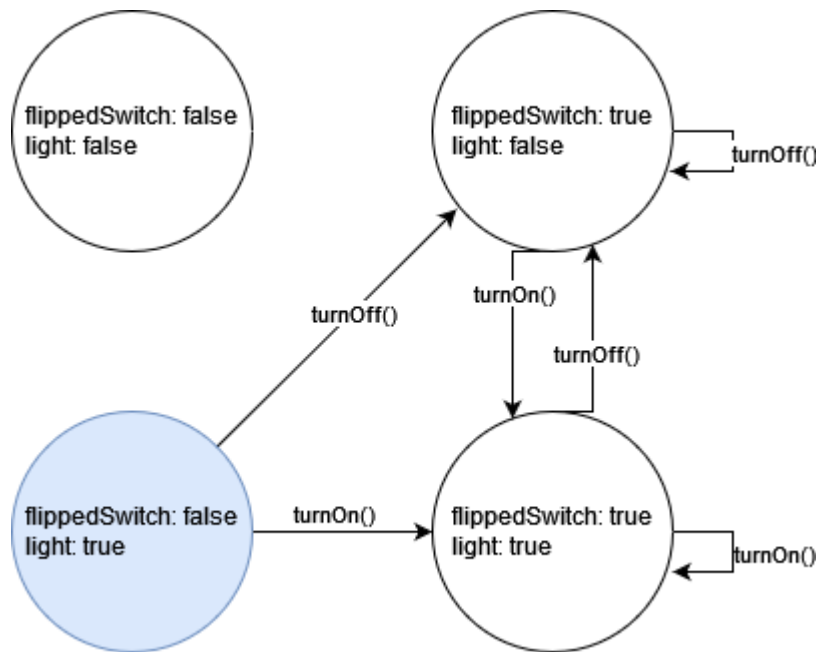 flippedSwitch: false
light: false
flippedSwitch: true
light: false
turnOff()
turnOn()
turnOff()
turnOff()
flippedSwitch: false
light: true
turnOn()
flippedSwitch: true
light: true
turnOn()